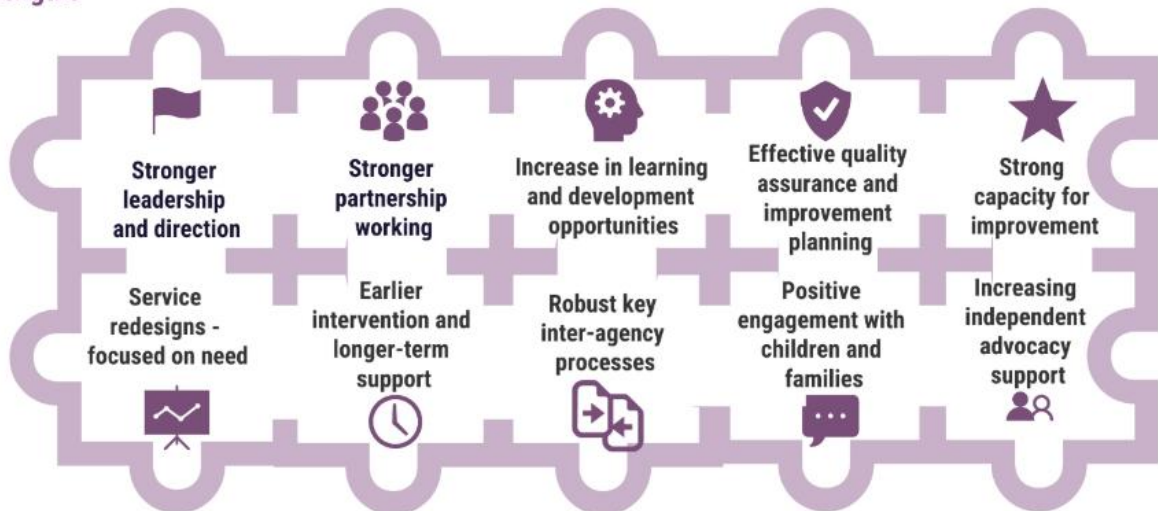 Stronger
leadership
and direction
Stronger
partnership
working
Increase in learning
and development
opportunities
Effective quality
assurance and
improvement
planning
Strong
capacity for
improvement
Service
redesigns -
focused on need
Earlier
intervention and
longer-term
support
Robust key
inter-agency
processes
Positive
engagement with
children and
families
Increasing
independent
advocacy
support